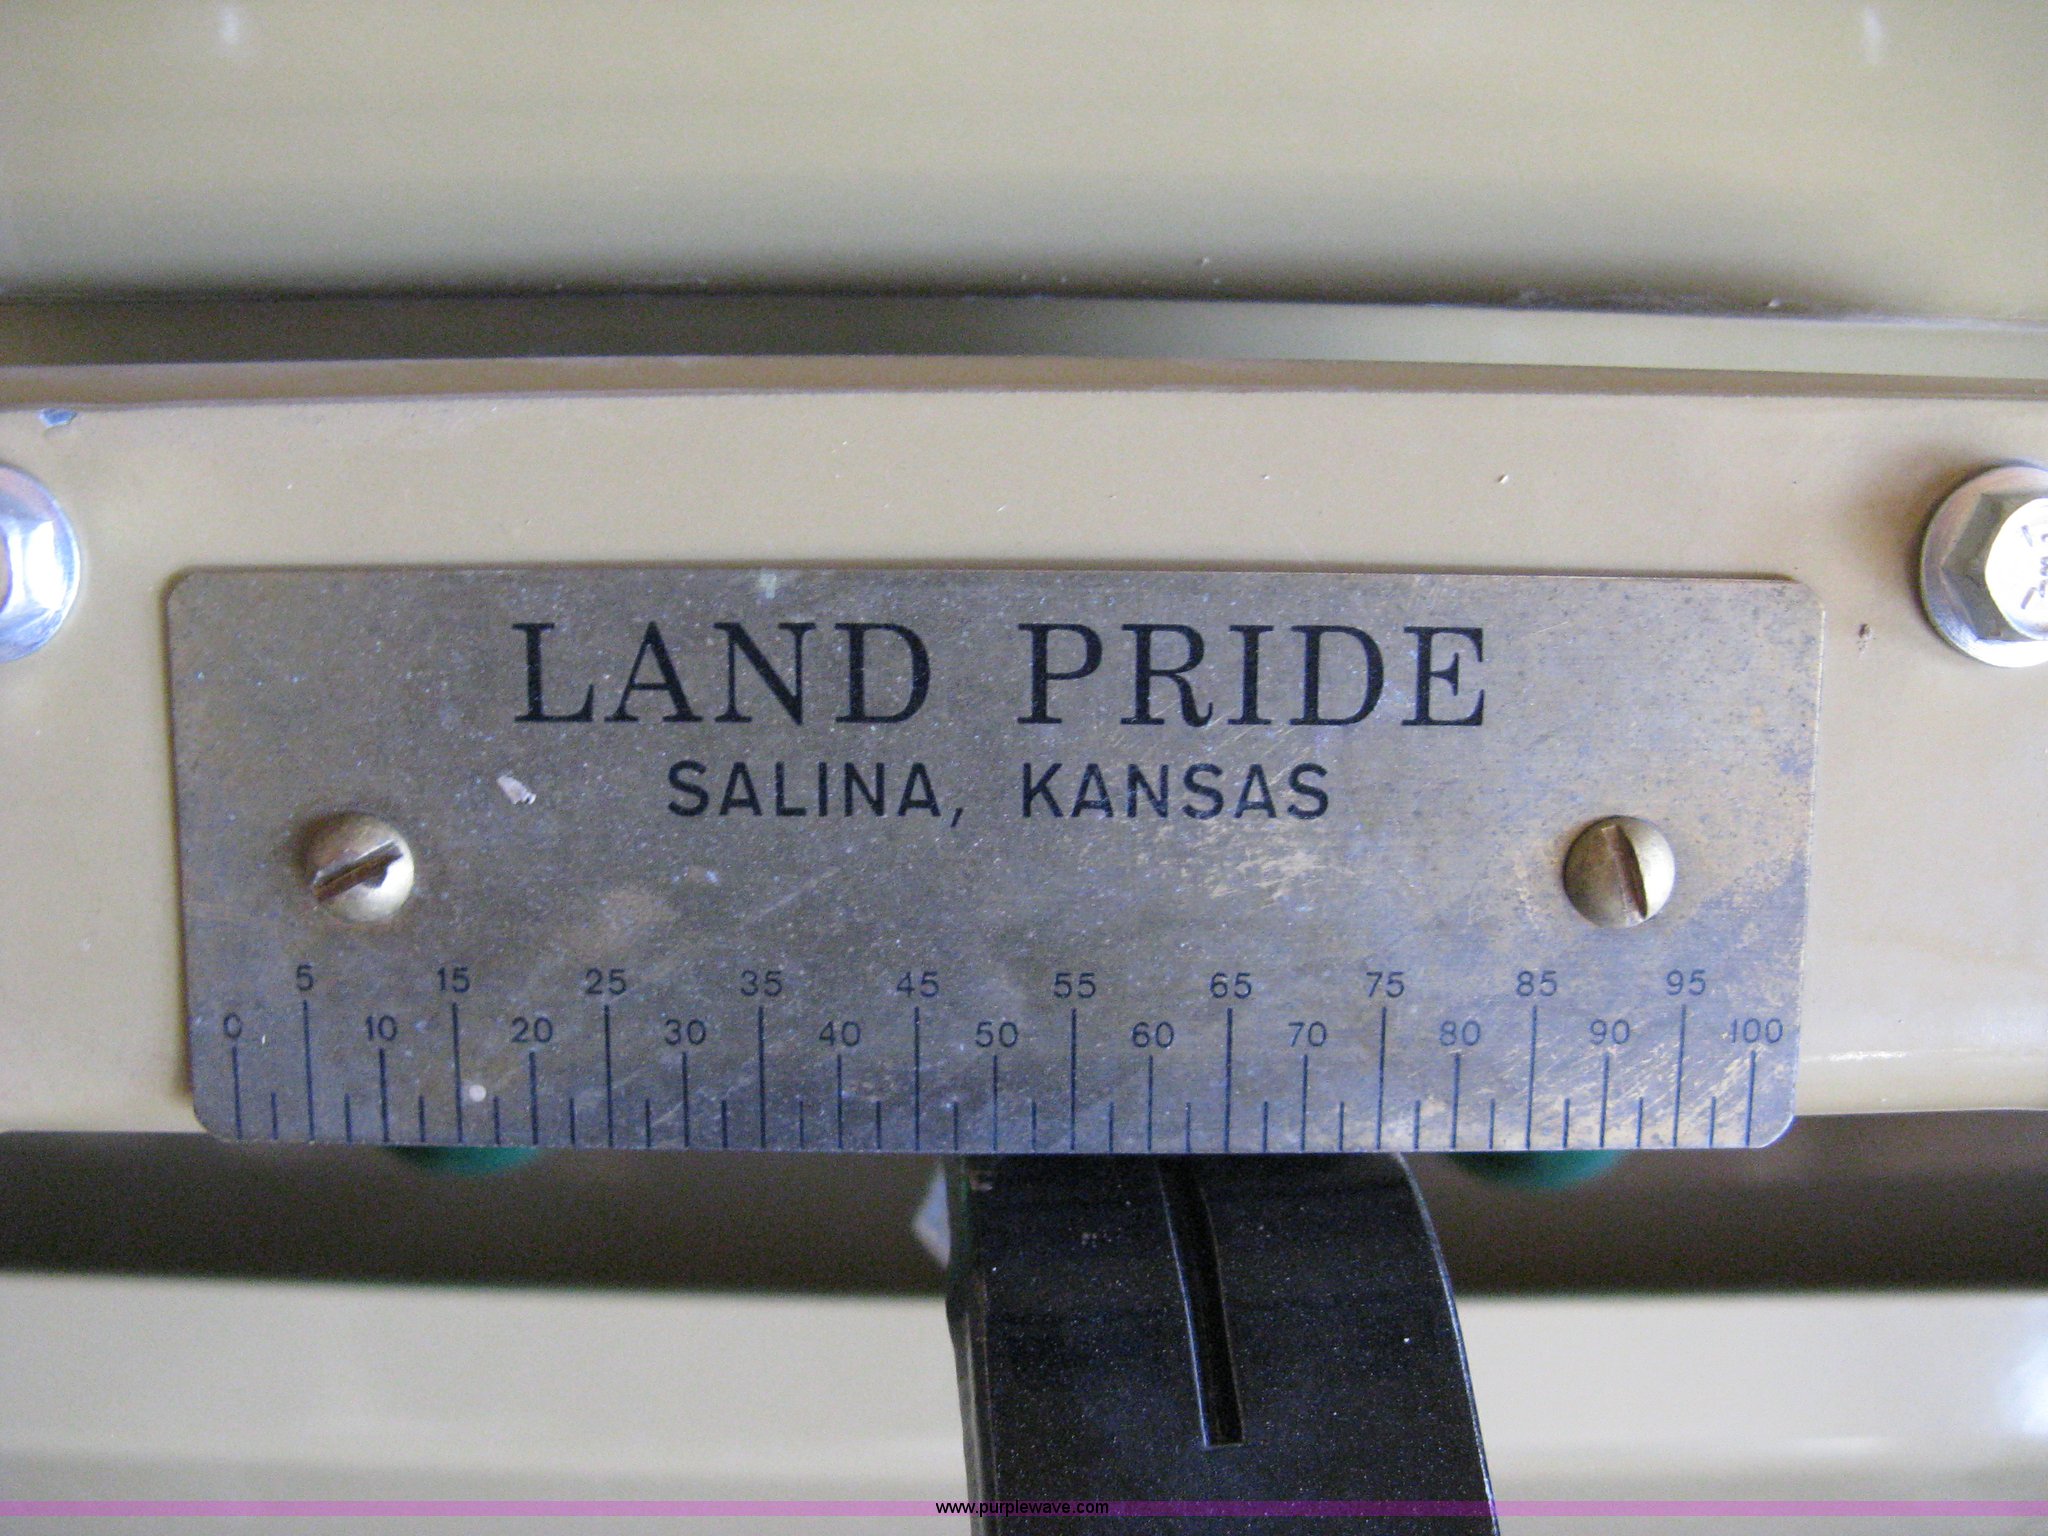 LAND PRIDE
SALINA, KANSAS
5 15 25 35 45 55 65 75 85 95
0 10 20 30 40 50 60 70 80 90 100
www.purplewave.com